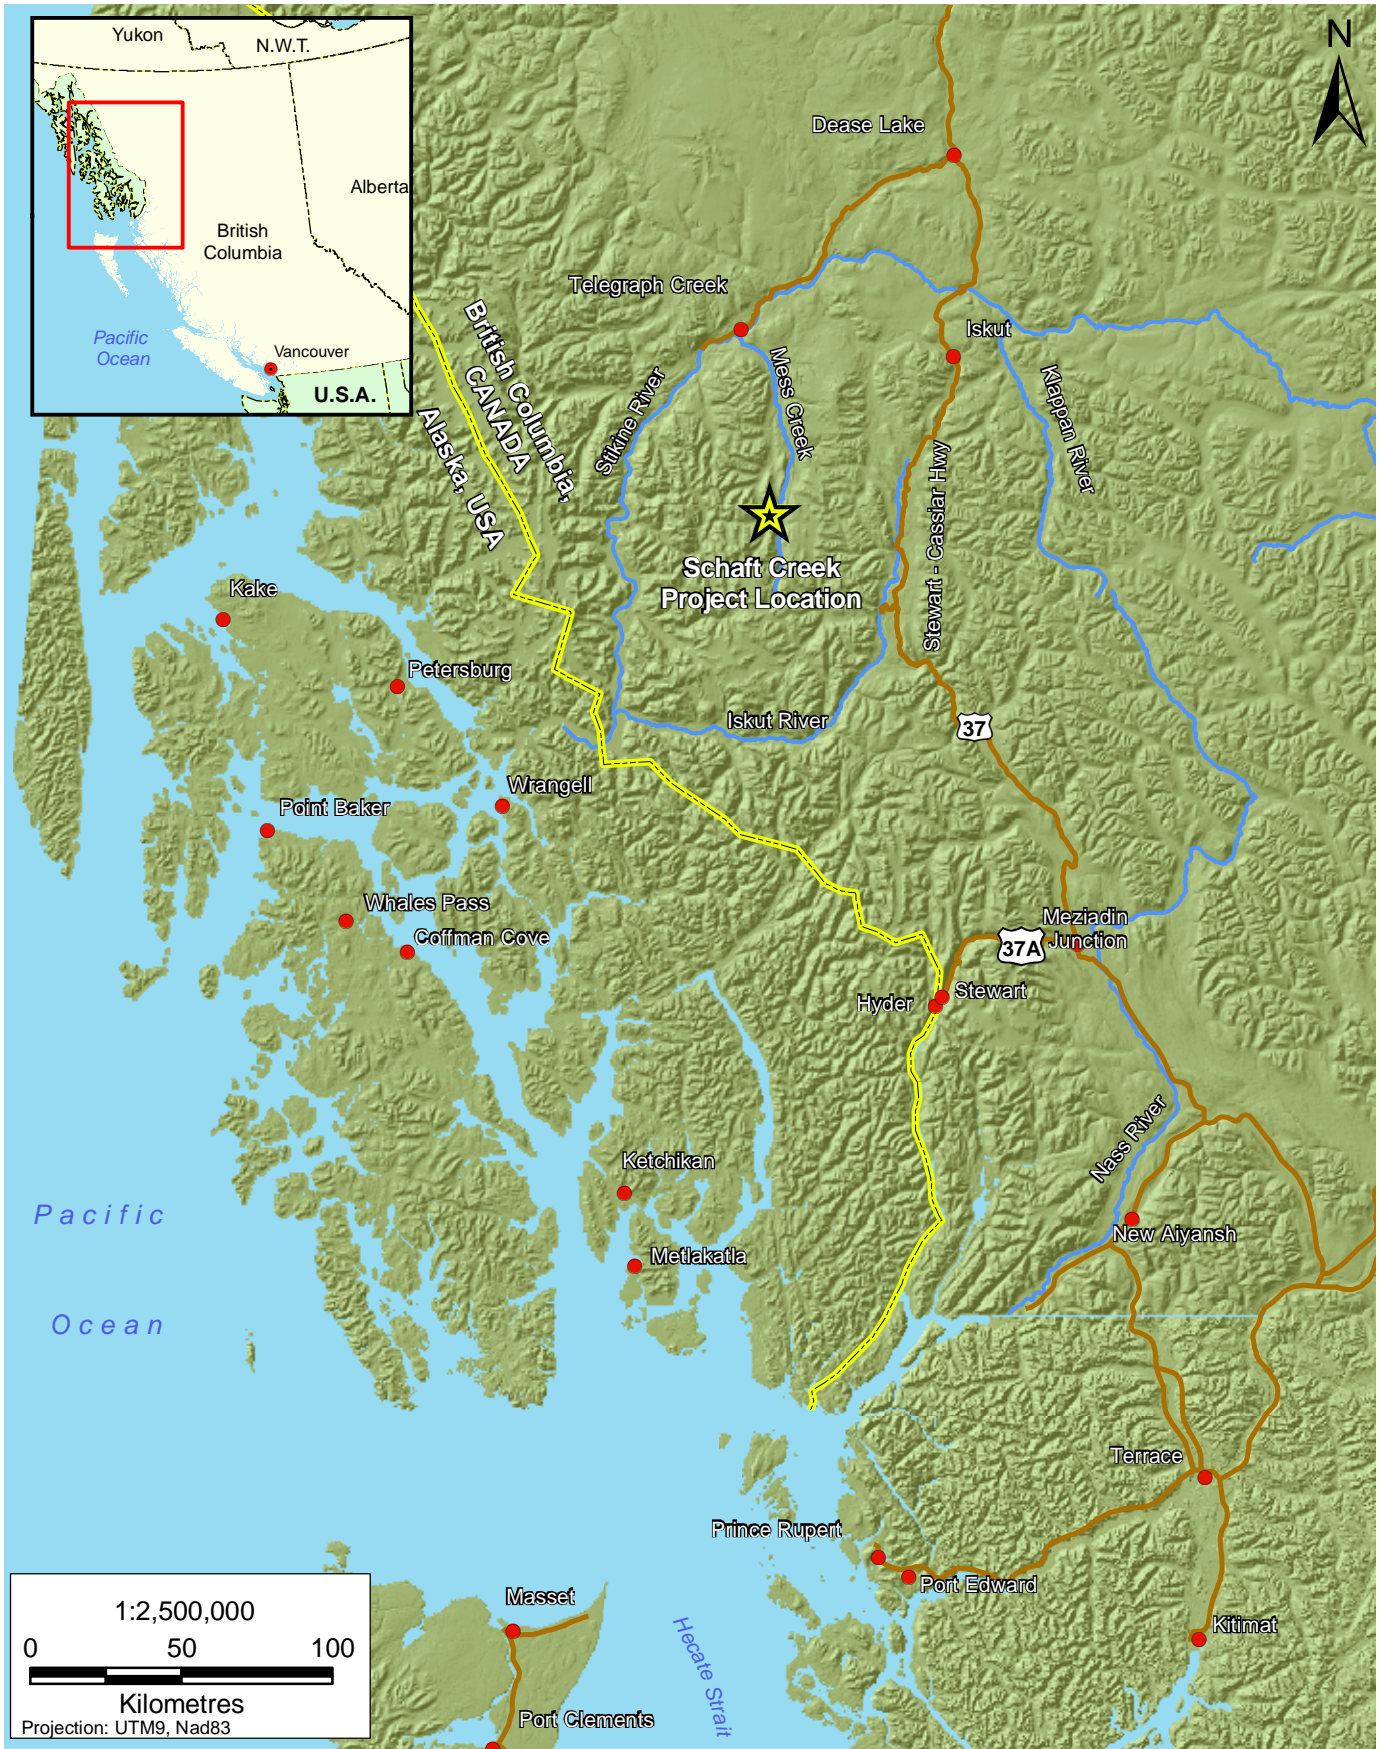 Yukon
N.W.T.
Alberta
British
Columbia
Pacific
Ocean
Vancouver
U.S.A.
N
Dease Lake
Telegraph Creek
Iskut
British Columbia,
CANADA
Alaska, USA
Stikine River
Mess Creek
Klappan River
Stewart - Cassiar Hwy
Schaft Creek
Project Location
Kake
Petersburg
Iskut River
37
Wrangell
Point Baker
Whales Pass
Coffman Cove
Meziadin
Junction
37A
Stewart
Hyder
Nass River
Ketchikan
New Aiyansh
Metlakatla
Pacific
Ocean
Terrace
Prince Rupert
Port Edward
Kitimat
Masset
Hecate Strait
Port Clements
1:2,500,000
0 50 100
Kilometres
Projection: UTM9, Nad83